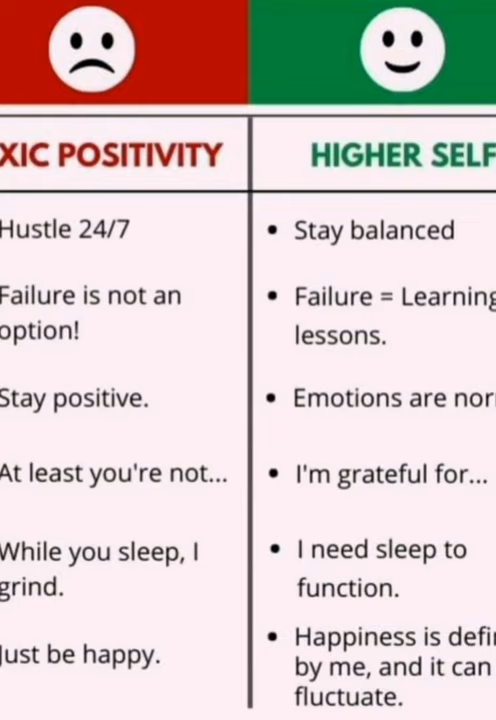 XIC POSITIVITY
HIGHER SELF
Hustle 24/7
• Stay balanced
Failure is not an
option!
• Failure = Learning
lessons.
Stay positive.
• Emotions are nor
At least you're not...
• I'm grateful for...
While you sleep, I
grind.
• I need sleep to
function.
Just be happy.
• Happiness is defi
by me, and it can
fluctuate.